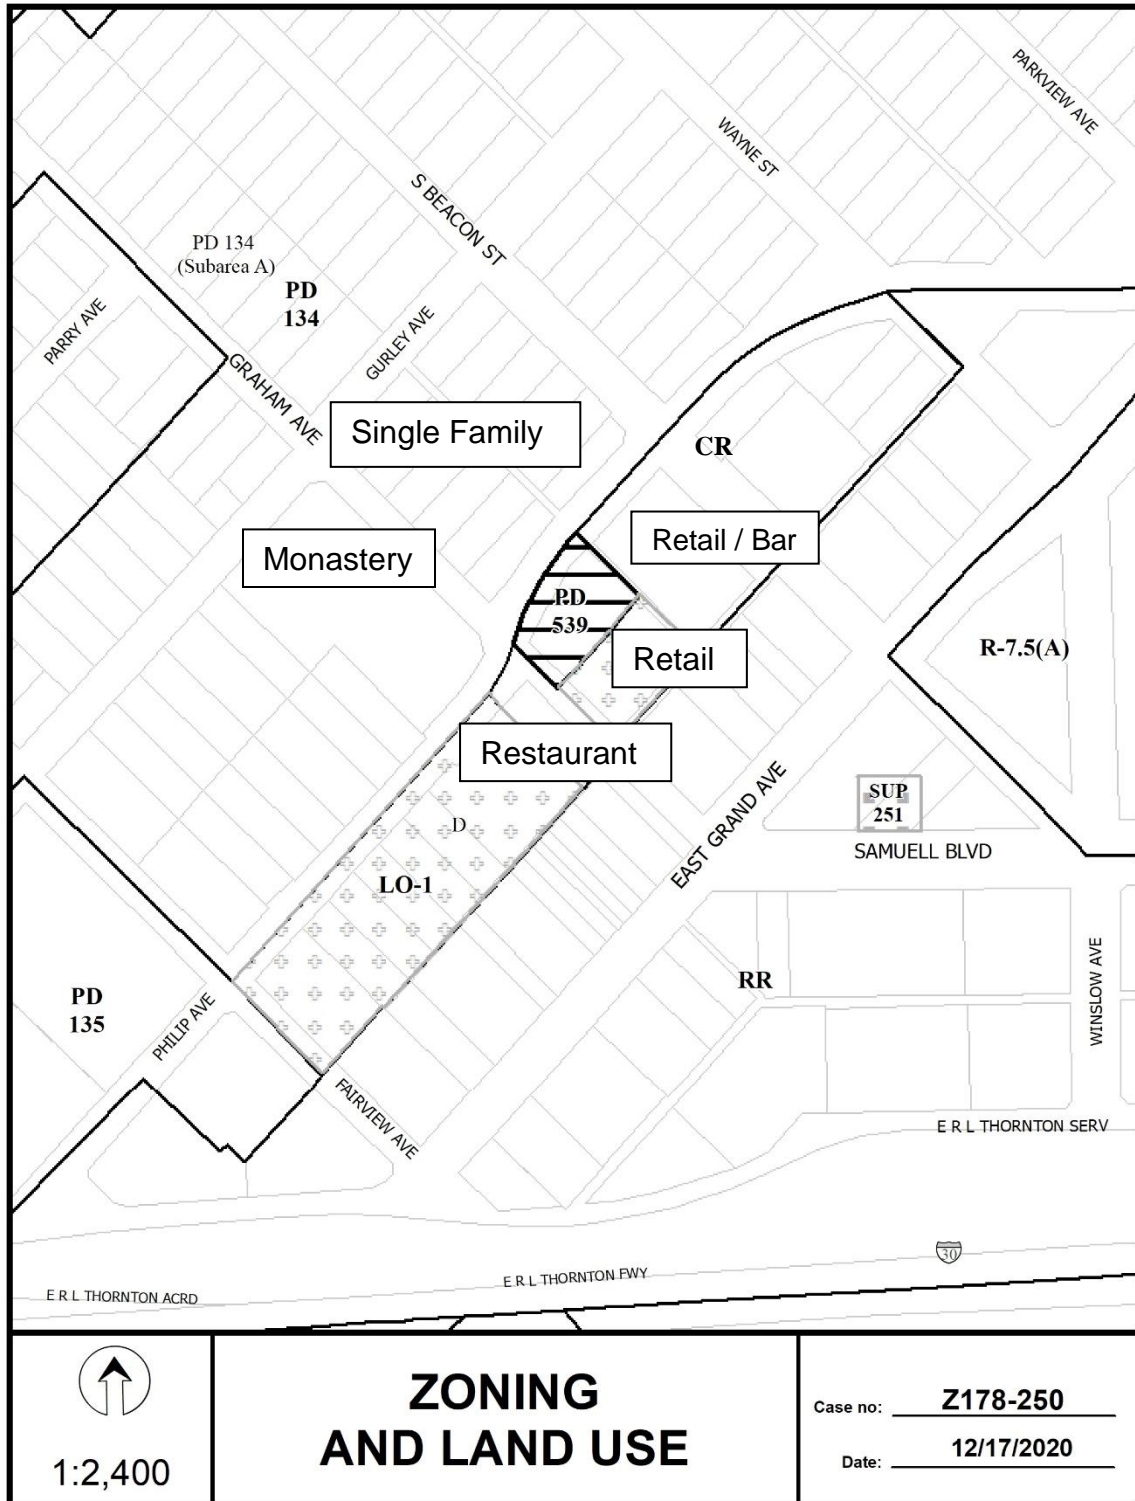 PARKVIEW AVE
WAYNE ST
S BEACON ST
PD 134
(Subarea A)
PD
134
PARRY AVE
GURLEY AVE
GRAHAM AVE
Single Family
CR
Monastery
Retail / Bar
PD
539
Retail
R-7.5(A)
Restaurant
SUP
251
EAST GRAND AVE
D
SAMUELL BLVD
LO-1
RR
WINSLOW AVE
PD
135
PHILIP AVE
FAIRVIEW AVE
E R L THORNTON SERV
30
E R L THORNTON FWY
E R L THORNTON ACRD
1:2,400
ZONING
AND LAND USE
Case no: Z178-250
Date: 12/17/2020